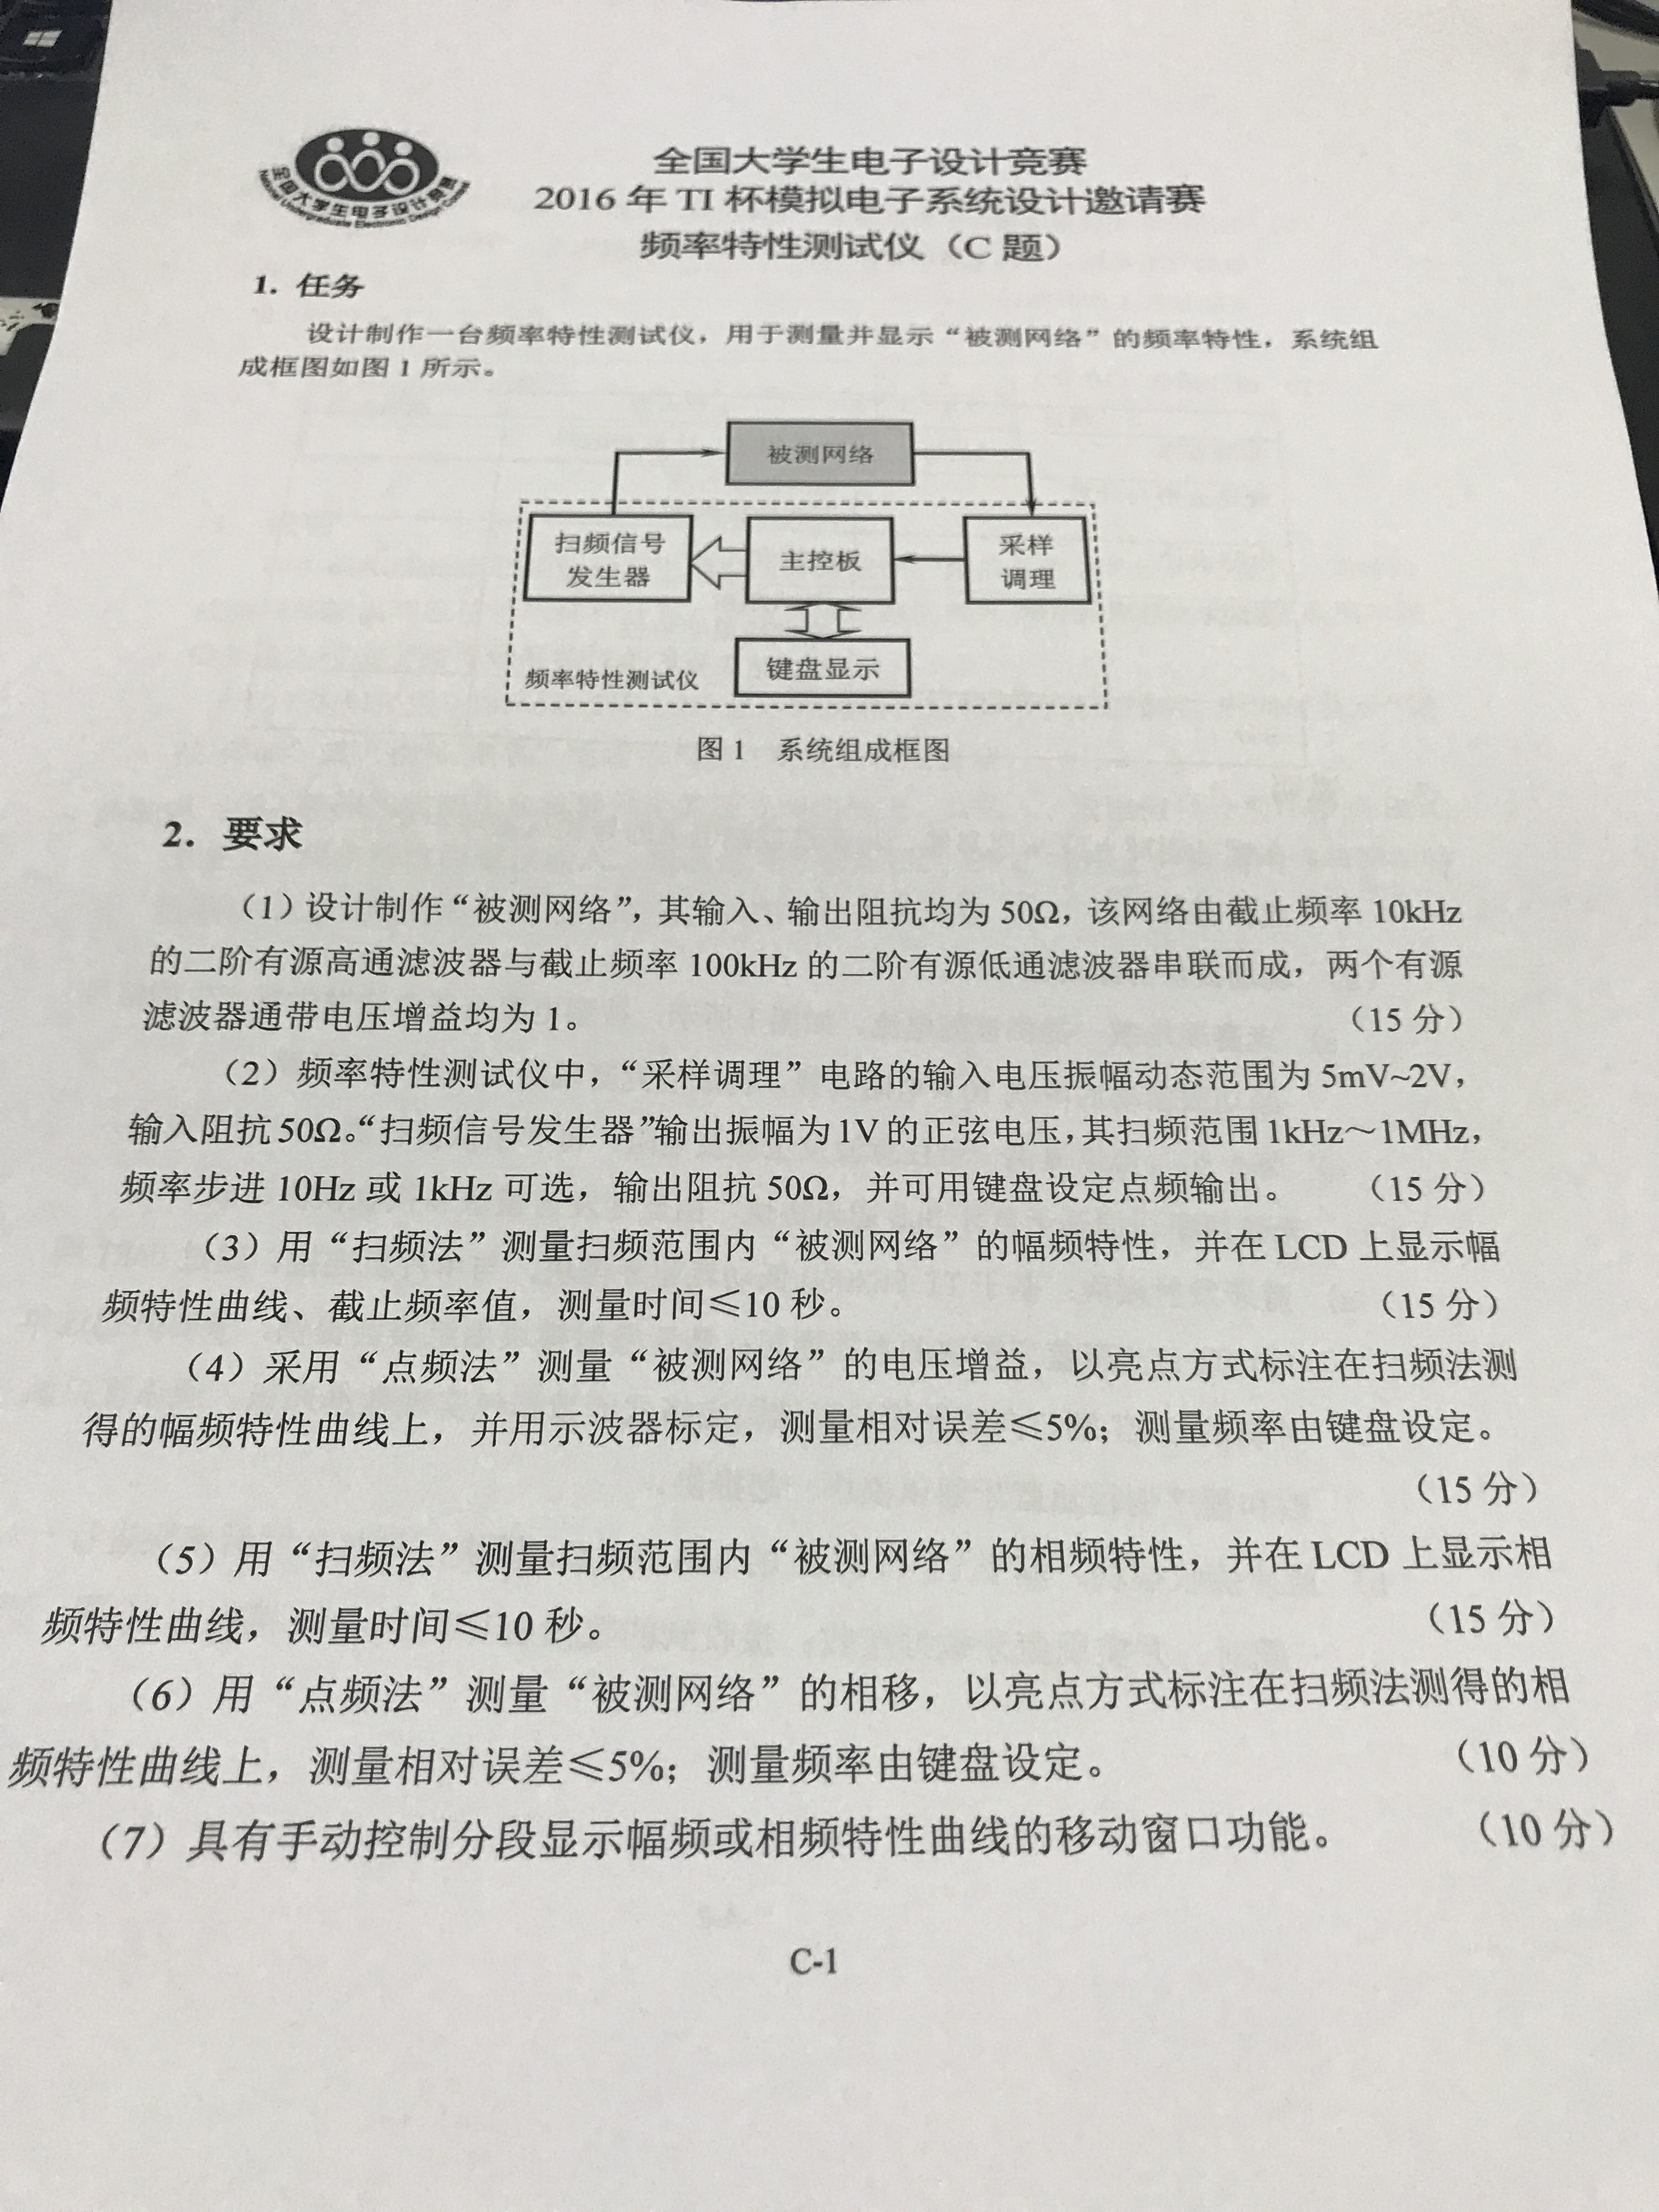 全国大学生电子设计竞赛
National Undergraduate Electronic Design Contest
全国大学生电子设计竞赛
2016 年 TI 杯模拟电子系统设计邀请赛
频率特性测试仪（C 题）
1. 任务
设计制作一台频率特性测试仪，用于测量并显示“被测网络”的频率特性，系统组
成框图如图 1 所示。
被测网络
扫频信号
发生器
主控板
采样
调理
键盘显示
频率特性测试仪
图 1 系统组成框图
2. 要求
（1）设计制作“被测网络”，其输入、输出阻抗均为 50Ω，该网络由截止频率 10kHz
的二阶有源高通滤波器与截止频率 100kHz 的二阶有源低通滤波器串联而成，两个有源
滤波器通带电压增益均为 1。 （15 分）
（2）频率特性测试仪中，“采样调理”电路的输入电压振幅动态范围为 5mV~2V，
输入阻抗 50Ω。“扫频信号发生器”输出振幅为 1V 的正弦电压，其扫频范围 1kHz～1MHz，
频率步进 10Hz 或 1kHz 可选，输出阻抗 50Ω，并可用键盘设定点频输出。 （15 分）
（3）用“扫频法”测量扫频范围内“被测网络”的幅频特性，并在 LCD 上显示幅
频特性曲线、截止频率值，测量时间≤10 秒。 （15 分）
（4）采用“点频法”测量“被测网络”的电压增益，以亮点方式标注在扫频法测
得的幅频特性曲线上，并用示波器标定，测量相对误差≤5%；测量频率由键盘设定。
（15 分）
（5）用“扫频法”测量扫频范围内“被测网络”的相频特性，并在 LCD 上显示相
频特性曲线，测量时间≤10 秒。 （15 分）
（6）用“点频法”测量“被测网络”的相移，以亮点方式标注在扫频法测得的相
频特性曲线上，测量相对误差≤5%；测量频率由键盘设定。 （10 分）
（7）具有手动控制分段显示幅频或相频特性曲线的移动窗口功能。 （10 分）
C-1